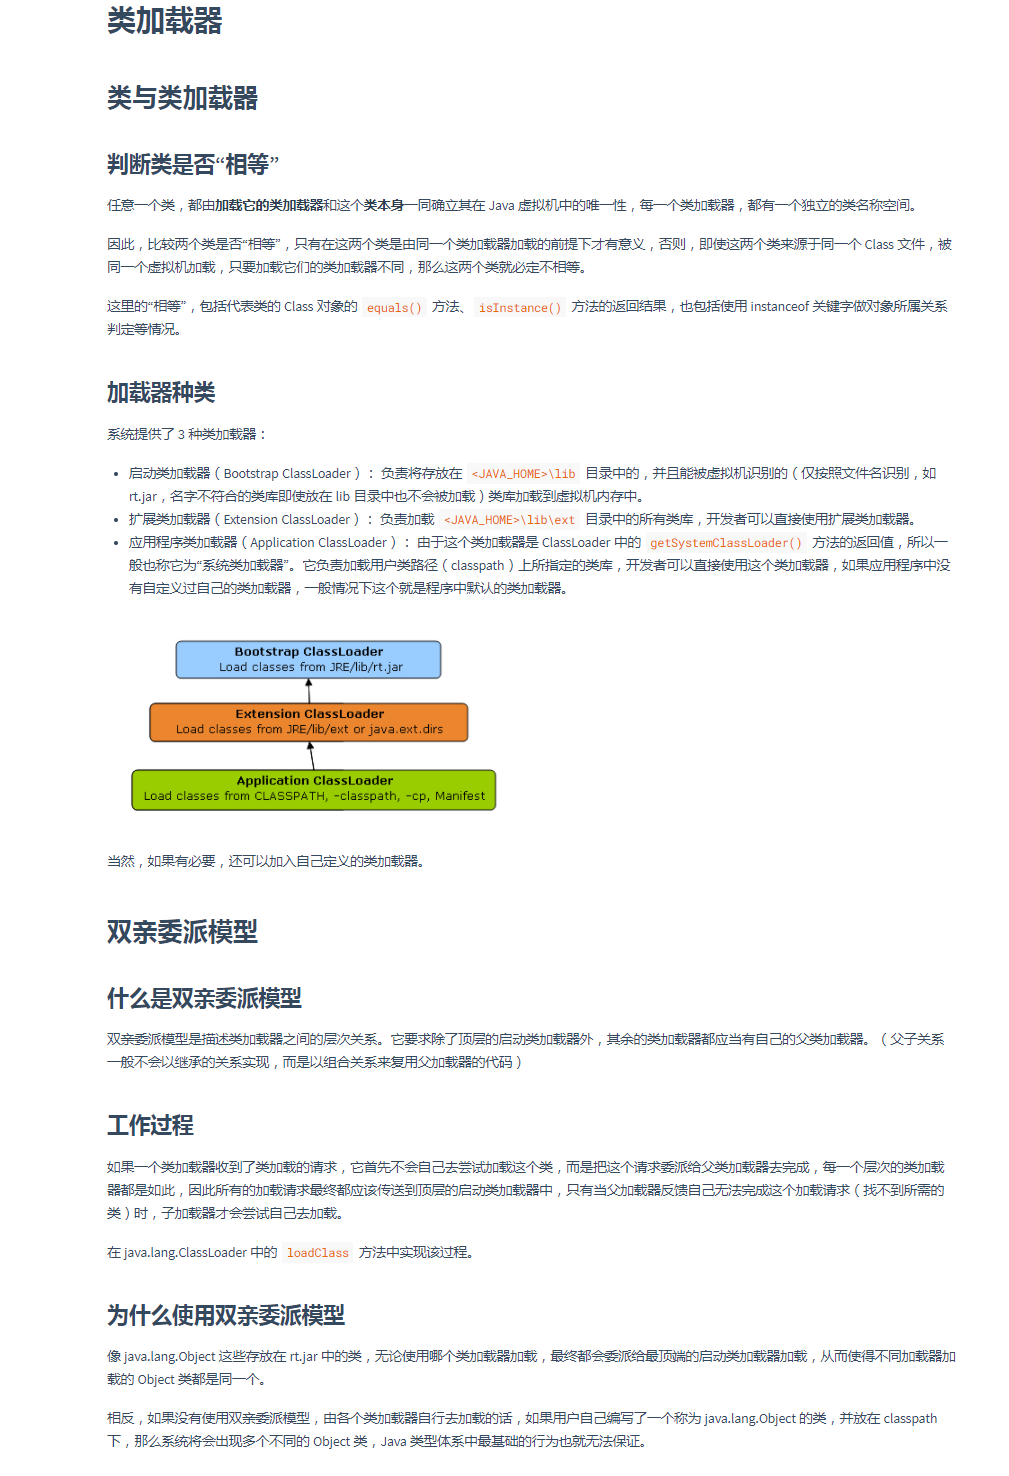 类加载器
类与类加载器
判断类是否“相等”
任意一个类，都由加载它的类加载器和这个类本身一同确立其在 Java 虚拟机中的唯一性，每一个类加载器，都有一个独立的类名称空间。
因此，比较两个类是否“相等”，只有在这两个类是由同一个类加载器加载的前提下才有意义，否则，即使这两个类来源于同一个 Class 文件，被
同一个虚拟机加载，只要加载它们的类加载器不同，那么这两个类就必定不相等。
这里的“相等”，包括代表类的 Class 对象的 equals() 方法、 isInstance() 方法的返回结果，也包括使用 instanceof 关键字做对象所属关系
判定等情况。
加载器种类
系统提供了 3 种类加载器：
• 启动类加载器（Bootstrap ClassLoader）： 负责将存放在 <JAVA_HOME>\lib 目录中的，并且能被虚拟机识别的（仅按照文件名识别，如
rt.jar，名字不符合的类库即使放在 lib 目录中也不会被加载）类库加载到虚拟机内存中。
• 扩展类加载器（Extension ClassLoader）： 负责加载 <JAVA_HOME>\lib\ext 目录中的所有类库，开发者可以直接使用扩展类加载器。
• 应用程序类加载器（Application ClassLoader）： 由于这个类加载器是 ClassLoader 中的 getSystemClassLoader() 方法的返回值，所以一
般也称它为“系统类加载器”。它负责加载用户类路径（classpath）上所指定的类库，开发者可以直接使用这个类加载器，如果应用程序中没
有自定义过自己的类加载器，一般情况下这个就是程序中默认的类加载器。
Bootstrap ClassLoader
Load classes from JRE/lib/rt.jar
Extension ClassLoader
Load classes from JRE/lib/ext or java.ext.dirs
Application ClassLoader
Load classes from CLASSPATH, -classpath, -cp, Manifest
当然，如果有必要，还可以加入自己定义的类加载器。
双亲委派模型
什么是双亲委派模型
双亲委派模型是描述类加载器之间的层次关系。它要求除了顶层的启动类加载器外，其余的类加载器都应当有自己的父类加载器。（父子关系
一般不会以继承的关系实现，而是以组合关系来复用父加载器的代码）
工作过程
如果一个类加载器收到了类加载的请求，它首先不会自己去尝试加载这个类，而是把这个请求委派给父类加载器去完成，每一个层次的类加载
器都是如此，因此所有的加载请求最终都应该传送到顶层的启动类加载器中，只有当父加载器反馈自己无法完成这个加载请求（找不到所需的
类）时，子加载器才会尝试自己去加载。
在 java.lang.ClassLoader 中的 loadClass 方法中实现该过程。
为什么使用双亲委派模型
像 java.lang.Object 这些存放在 rt.jar 中的类，无论使用哪个类加载器加载，最终都会委派给最顶端的启动类加载器加载，从而使得不同加载器加
载的 Object 类都是同一个。
相反，如果没有使用双亲委派模型，由各个类加载器自行去加载的话，如果用户自己编写了一个称为 java.lang.Object 的类，并放在 classpath
下，那么系统将会出现多个不同的 Object 类，Java 类型体系中最基础的行为也就无法保证。